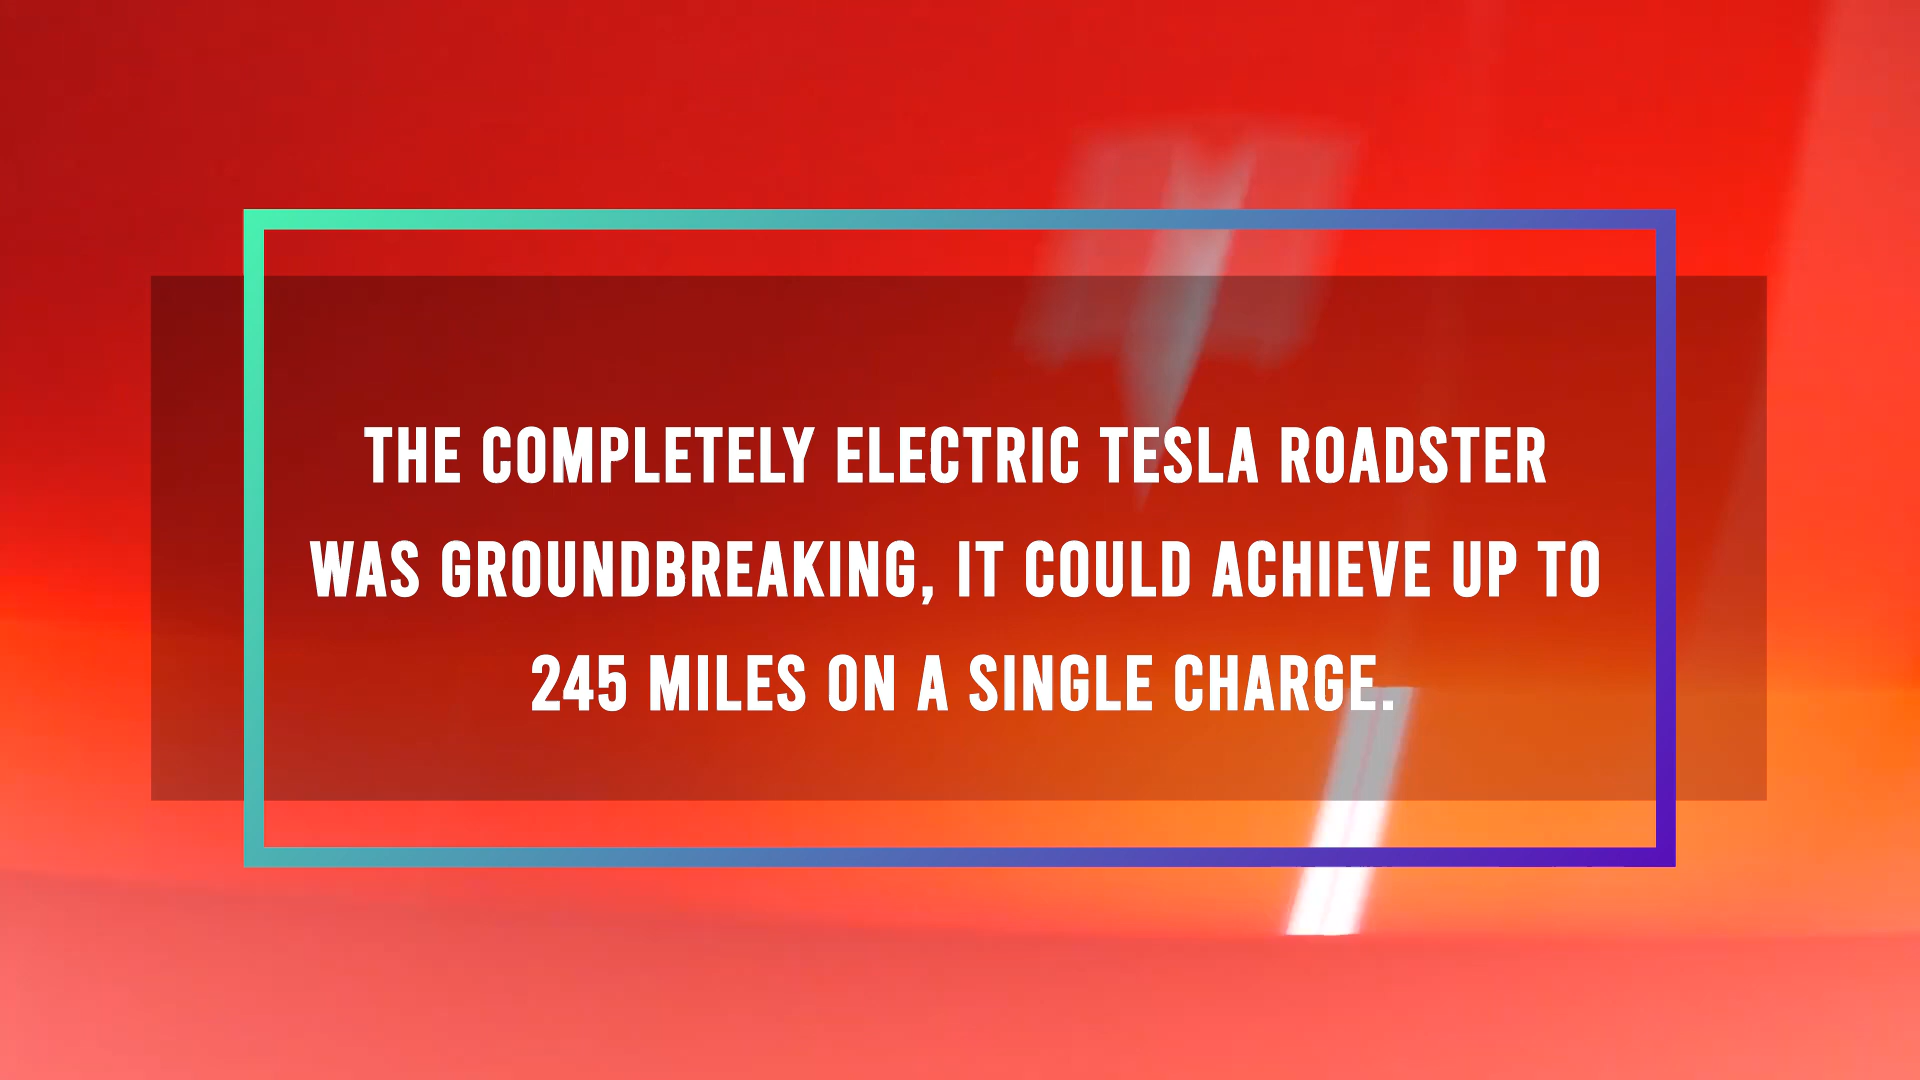 THE COMPLETELY ELECTRIC TESLA ROADSTER
WAS GROUNDBREAKING, IT COULD ACHIEVE UP TO
245 MILES ON A SINGLE CHARGE.